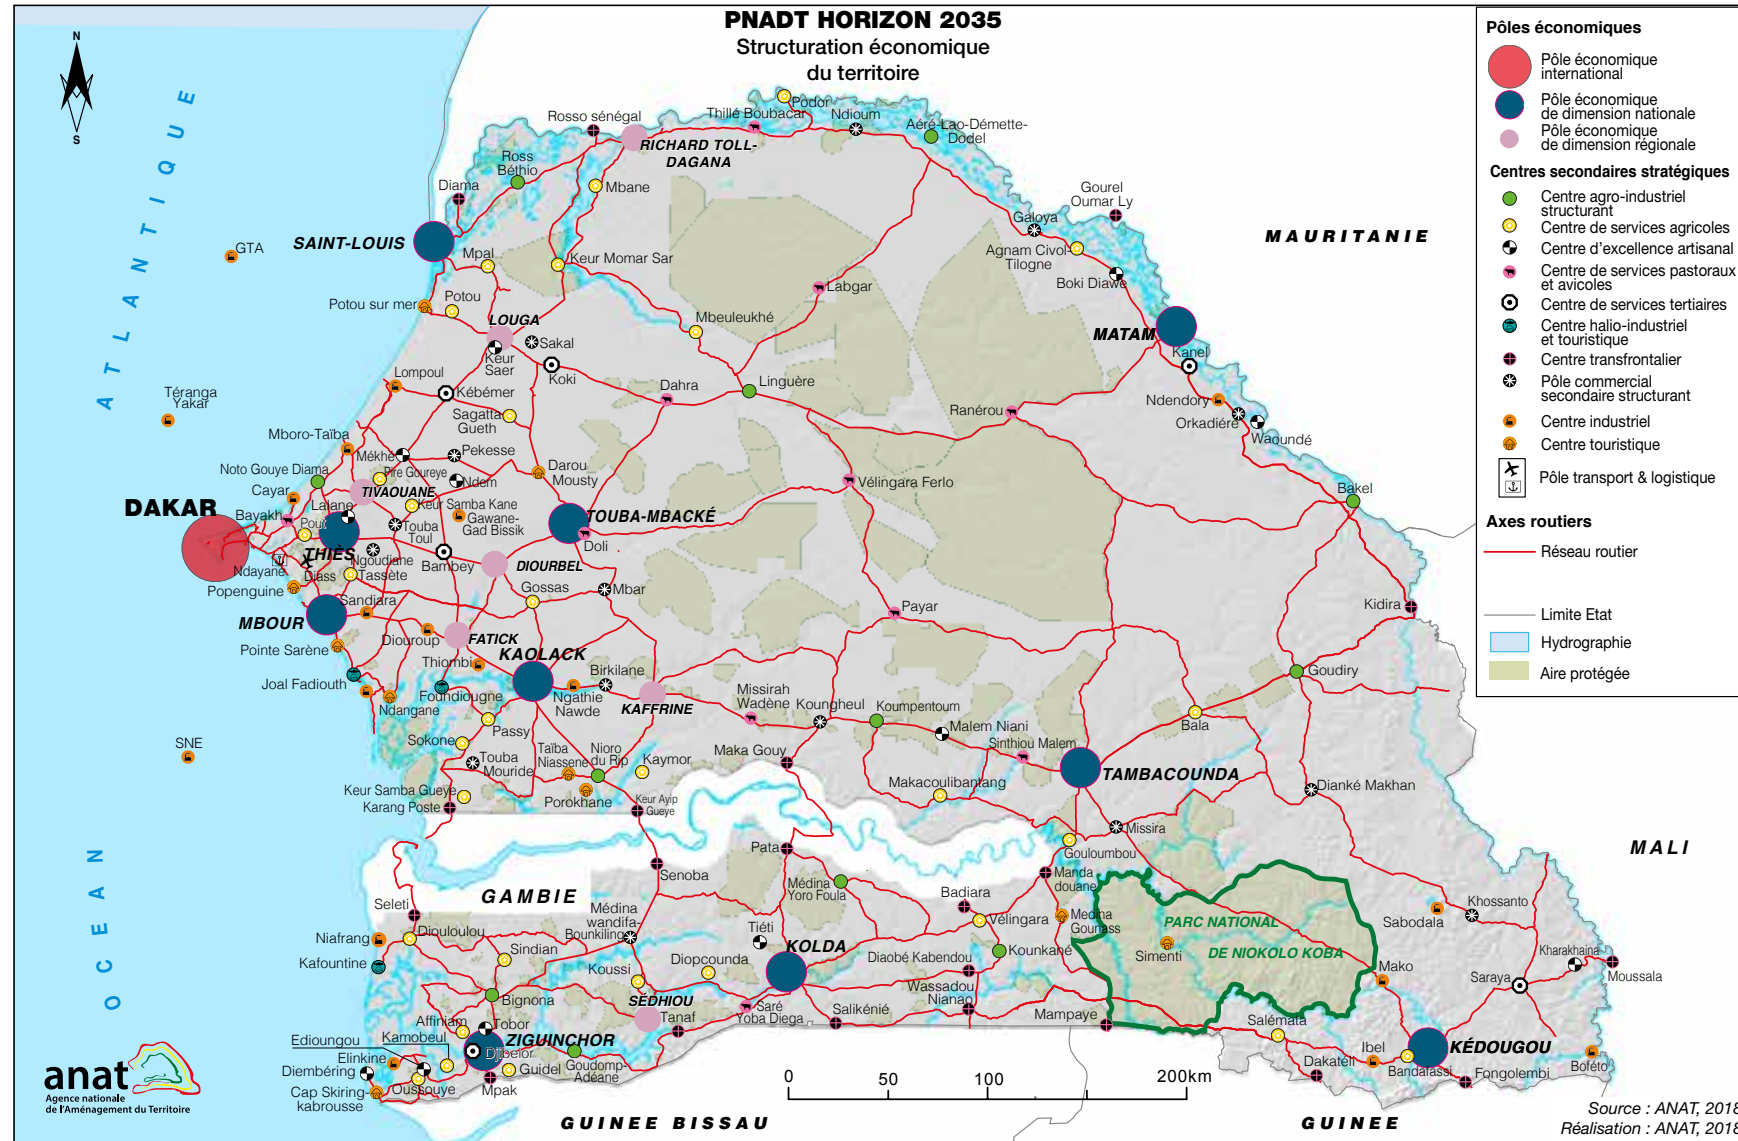 PNADT HORIZON 2035
Structuration économique
du territoire
N
S
OCEAN
ATLANTIQUE
MAURITANIE
MALI
GAMBIE
GUINEE BISSAU
GUINEE
Podor
Thillé Boubacar
Ndioum
Aéré-Lao-Démette-
Dodel
Rosso sénégal
RICHARD TOLL-
DAGANA
Ross
Béthio
Mbane
Diama
Gourel
Oumar Ly
Galoya
SAINT-LOUIS
GTA
Mpal
Keur Momar Sar
Agnam Civol-
Tilogne
Boki Diawé
Labgar
Potou sur mer
Potou
LOUGA
Mbeuleukhé
MATAM
Sakal
Keur
Saer
Koki
Kanel
Lompoul
Kébémer
Dahra
Linguère
Téranga
Yakar
Sagatta
Gueth
Ranérou
Ndendory
Orkadiéré
Waoundé
Mboro-Taïba
Mékhé
Pekesse
Noto Gouye Diama
Pire Goureye
Ndem
Darou
Mousty
Vélingara Ferlo
Bakel
Cayar
TIVAOUANE
Lalane
Keur Samba Kane
Gawane-
Gad Bissik
DAKAR
Bayakh
Pout
Touba
Toul
TOUBA-MBACKÉ
Doli
THIÈS
Ngoudiane
Ndayane
Diass
Tassète
Bambey
DIOURBEL
Popenguine
Sandiara
Gossas
Mbar
Payar
Kidira
MBOUR
Diouroup
FATICK
Pointe Sarène
KAOLACK
Thiombi
Birkilane
Joal Fadiouth
Foundiougne
Ngathie
Nawde
KAFFRINE
Ndangane
Missirah
Wadène
Koungheul
Koumpentoum
Malem Niani
Goudiry
Bala
SNE
Sokone
Passy
Taïba
Niassene
Nioro
du Rip
Kaymor
Maka Gouy
Sinthiou Malem
TAMBACOUNDA
Touba
Mouride
Makacoulibantang
Dianké Makhan
Keur Samba Gueye
Karang Poste
Porokhane
Keur Ayip
Gueye
Missira
Gouloumbou
Pata
Senoba
Médina
Yoro Foula
Manda
douane
Badiara
Seleti
Médina
wandifa-
Bounkiling
Tiéti
Vélingara
Medina
Gounass
PARC NATIONAL
DE NIOKOLO KOBA
Simenti
Sabodala
Khossanto
Niafrang
Diouloulou
Sindian
KOLDA
Kounkané
Kharakhaina
Kafountine
Koussi
Diopcounda
Diaobé Kabendou
Mako
Saraya
Moussala
Bignona
SÉDHIOU
Tanaf
Saré
Yoba Diega
Wassadou
Nianao
Salikénié
Mampaye
Affiniam
Tobor
Kamobeul
Edioungou
ZIGUINCHOR
Djibelor
Salémata
KÉDOUGOU
Elinkine
Diembéring
Guidel
Goudomp-
Adéane
Ibel
Bandafassi
Dakatéli
Boféto
Cap Skiring-
kabrousse
Oussouye
Mpak
Fongolembi
0 50 100 200km
anat
Agence nationale
de l'Aménagement du Territoire
Pôles économiques
Pôle économique
international
Pôle économique
de dimension nationale
Pôle économique
de dimension régionale
Centres secondaires stratégiques
Centre agro-industriel
structurant
Centre de services agricoles
Centre d'excellence artisanal
Centre de services pastoraux
et avicoles
Centre de services tertiaires
Centre halio-industriel
et touristique
Centre transfrontalier
Pôle commercial
secondaire structurant
Centre industriel
Centre touristique
Pôle transport & logistique
Axes routiers
Réseau routier
Limite Etat
Hydrographie
Aire protégée
Source : ANAT, 2018
Réalisation : ANAT, 2018